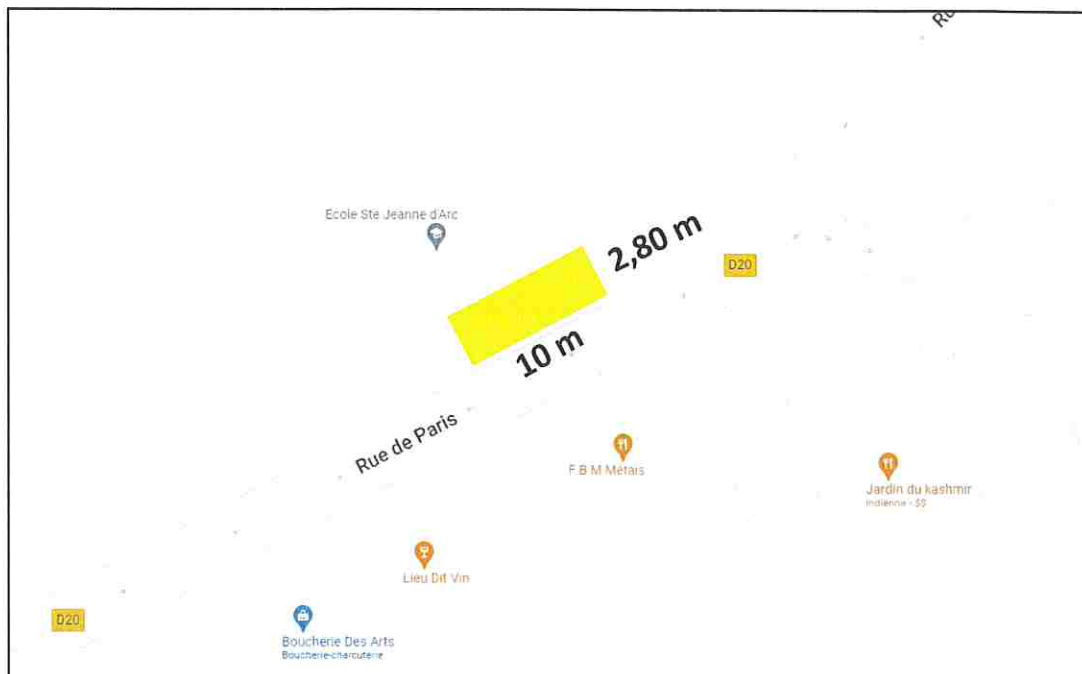 Ecole Ste Jeanne d'Arc
2,80 m
D20
10 m
Rue de Paris
F B M Métais
Jardin du kashmir
Indienne - $$
Lieu Dit Vin
D20
Boucherie Des Arts
Boucherie-charcuterie